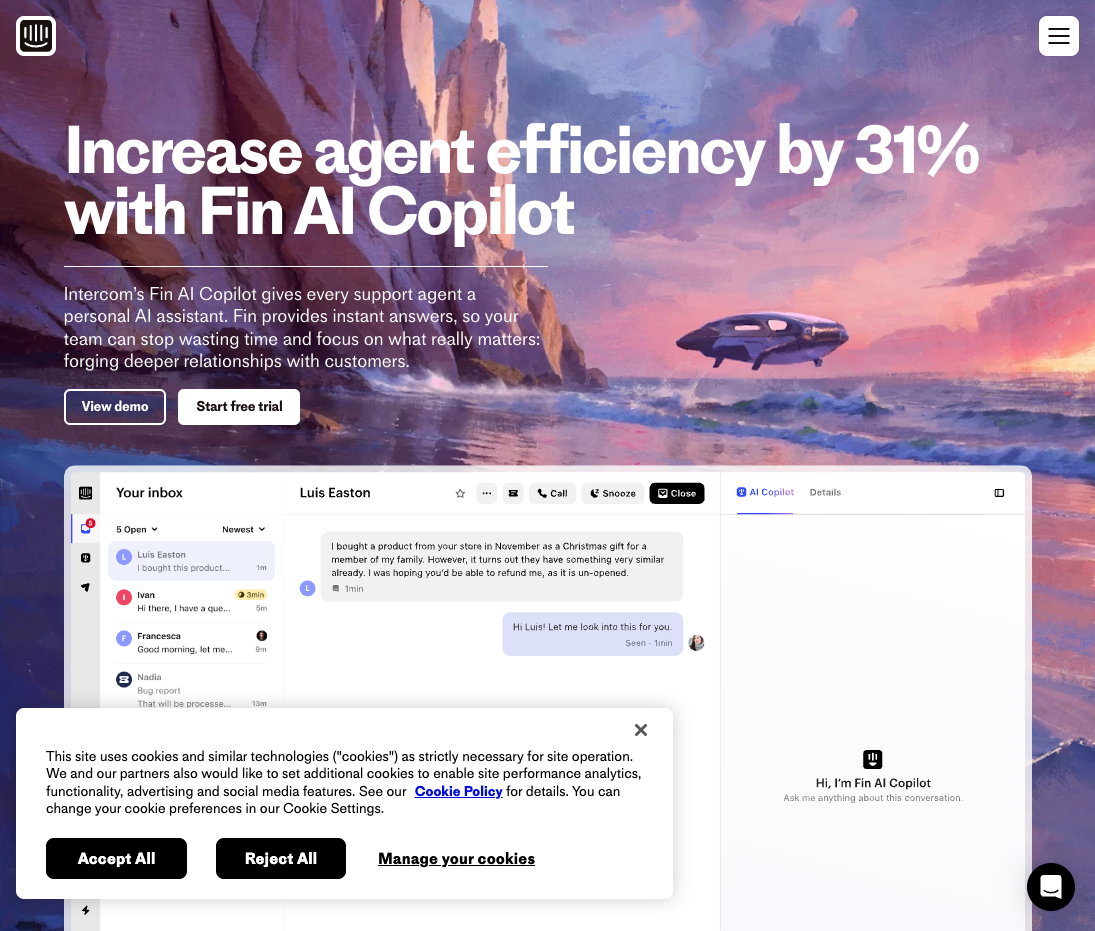 Increase agent efficiency by 31%
with Fin AI Copilot
Intercom's Fin AI Copilot gives every support agent a
personal AI assistant. Fin provides instant answers, so your
team can stop wasting time and focus on what really matters:
forging deeper relationships with customers.
View demo
Start free trial
Your inbox
5
5 Open
Newest
L
Luis Easton
I bought this product...
1m
I
Ivan
3min
Hi there, I have a que...
5m
F
Francesca
Good morning, let me...
9m
Nadia
Bug report
That will be processe...
13m
Luis Easton
Call
Snooze
Close
I bought a product from your store in November as a Christmas gift for a
member of my family. However, it turns out they have something very similar
already. I was hoping you'd be able to refund me, as it is un-opened.
L
1min
Hi Luis! Let me look into this for you.
Seen · 1min
AI Copilot
Details
Hi, I'm Fin AI Copilot
Ask me anything about this conversation.
This site uses cookies and similar technologies ("cookies") as strictly necessary for site operation.
We and our partners also would like to set additional cookies to enable site performance analytics,
functionality, advertising and social media features. See our Cookie Policy for details. You can
change your cookie preferences in our Cookie Settings.
Accept All
Reject All
Manage your cookies